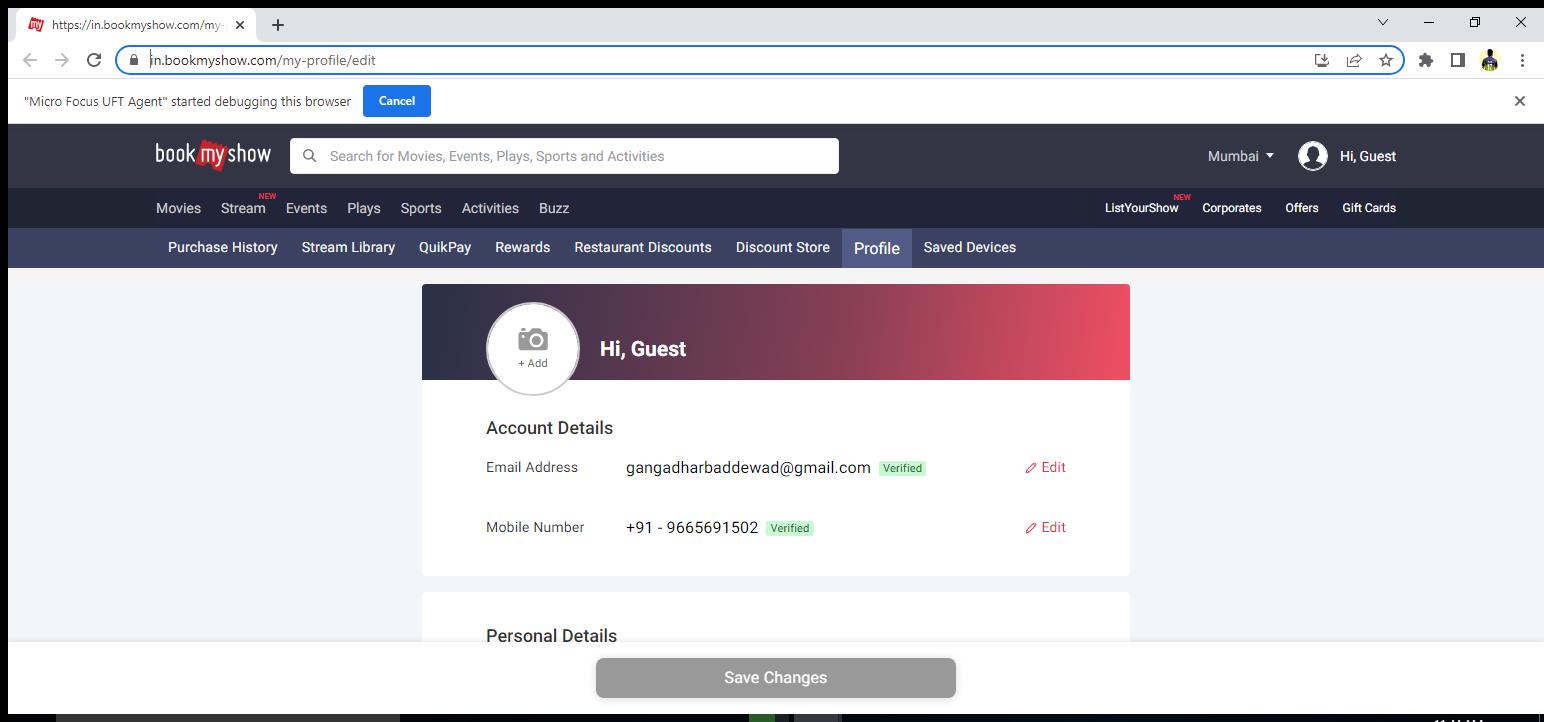 my https://in.bookmyshow.com/my-
in.bookmyshow.com/my-profile/edit
"Micro Focus UFT Agent" started debugging this browser Cancel
book my show Search for Movies, Events, Plays, Sports and Activities Mumbai Hi, Guest
Movies Stream NEW Events Plays Sports Activities Buzz ListYourShow NEW Corporates Offers Gift Cards
Purchase History Stream Library QuikPay Rewards Restaurant Discounts Discount Store Profile Saved Devices
+ Add
Hi, Guest
Account Details
Email Address gangadharbaddewad@gmail.com Verified Edit
Mobile Number +91 - 9665691502 Verified Edit
Personal Details
Save Changes